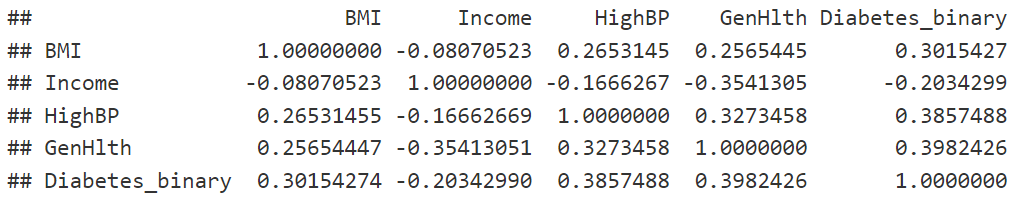 ##                         BMI      Income     HighBP    GenHlth Diabetes_binary
## BMI              1.00000000 -0.08070523  0.2653145  0.2565445       0.3015427
## Income          -0.08070523  1.00000000 -0.1666267 -0.3541305      -0.2034299
## HighBP           0.26531455 -0.16662669  1.0000000  0.3273458       0.3857488
## GenHlth          0.25654447 -0.35413051  0.3273458  1.0000000       0.3982426
## Diabetes_binary  0.30154274 -0.20342990  0.3857488  0.3982426       1.0000000